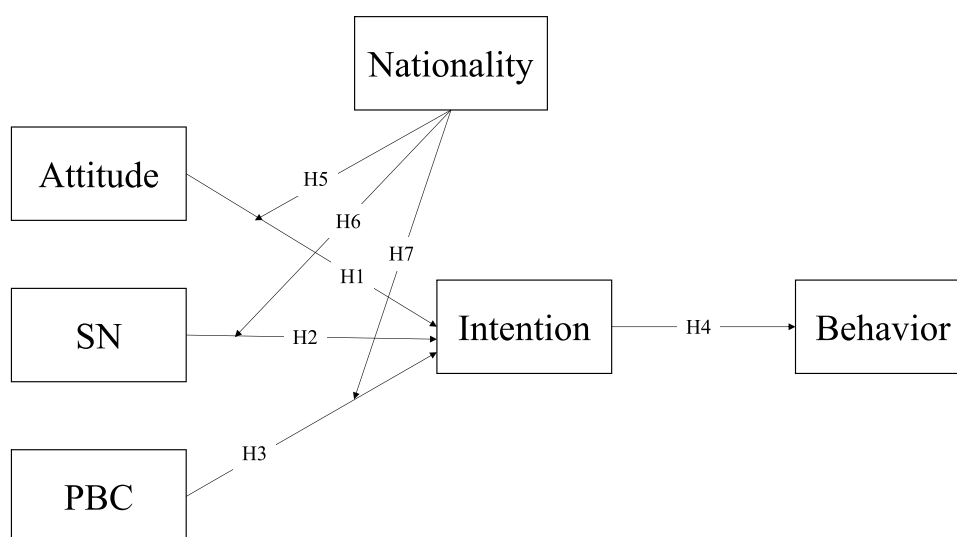 Nationality
Attitude
H5
H6
H7
H1
SN
H2
Intention
H4
Behavior
H3
PBC